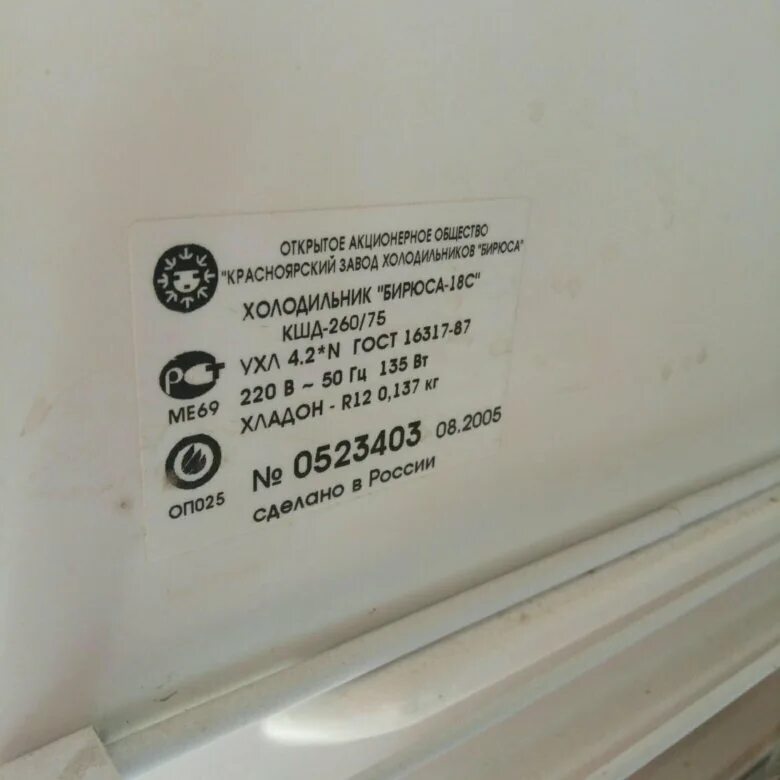 ОТКРЫТОЕ АКЦИОНЕРНОЕ ОБЩЕСТВО
"КРАСНОЯРСКИЙ ЗАВОД ХОЛОДИЛЬНИКОВ "БИРЮСА"
ХОЛОДИЛЬНИК "БИРЮСА-18С"
КШД-260/75
УХЛ 4.2*N ГОСТ 16317-87
220 В ~ 50 Гц 135 Вт
ХЛАДОН - R12 0,137 кг
№ 0523403 08.2005
сделано в России
РСТ
МЕ69
ОП025